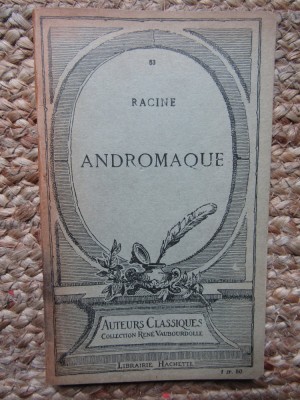 83
RACINE
ANDROMAQUE
AUTEURS CLASSIQUES
COLLECTION RENÉ VAUBOURDOLLE
LIBRAIRIE HACHETTE